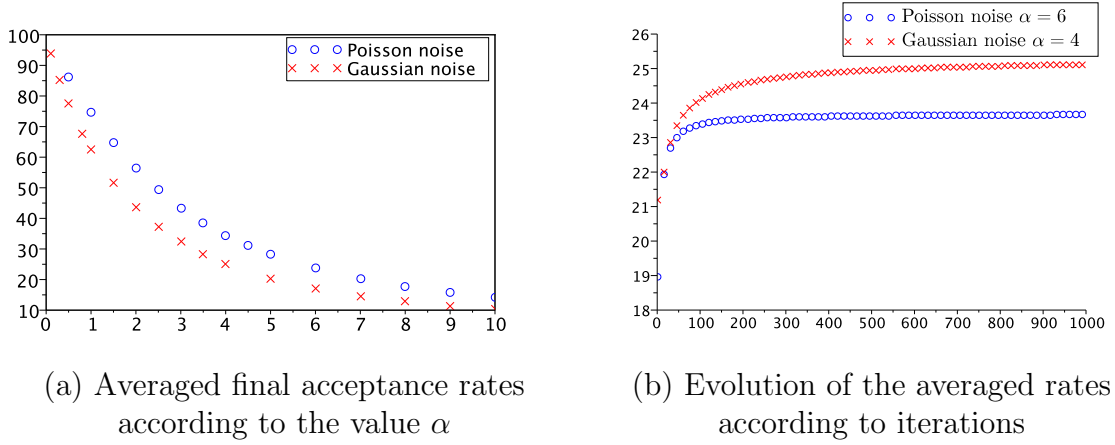 Poisson noise
Gaussian noise
100
90
80
70
60
50
40
30
20
10
0 1 2 3 4 5 6 7 8 9 10
Poisson noise α = 6
Gaussian noise α = 4
26
25
24
23
22
21
20
19
18
0 100 200 300 400 500 600 700 800 900 1000
(a) Averaged final acceptance rates
according to the value α
(b) Evolution of the averaged rates
according to iterations